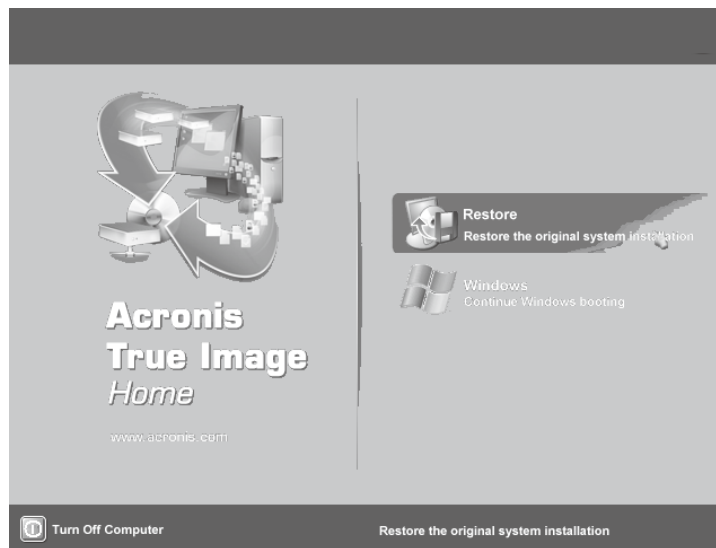 Acronis
True Image
Home
www.acronis.com
Restore
Restore the original system installation
Windows
Continue Windows booting
Turn Off Computer
Restore the original system installation